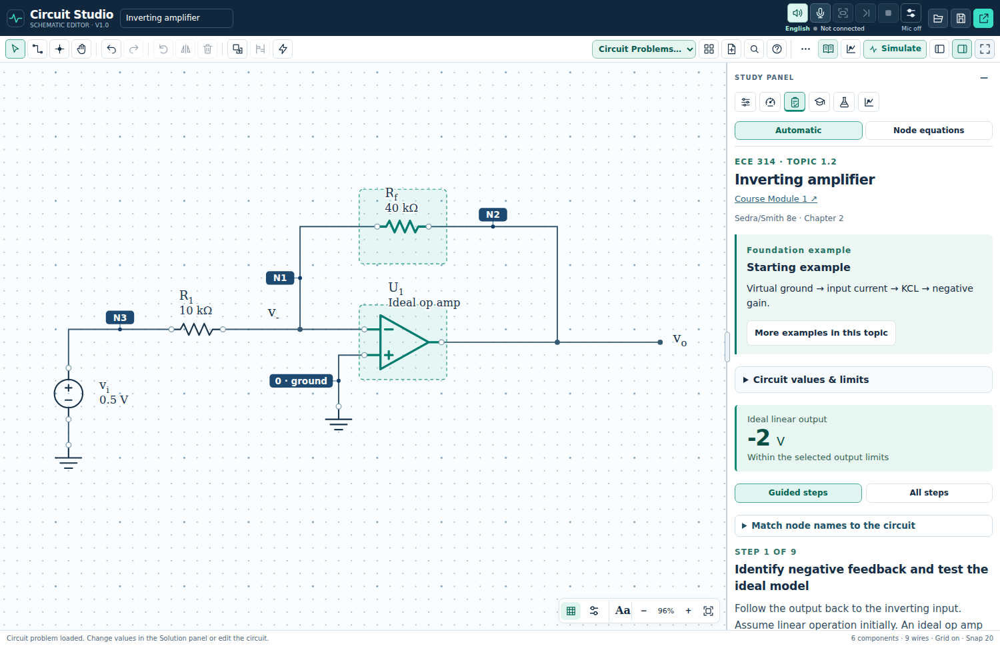 Circuit Studio
SCHEMATIC EDITOR · V1.0
Inverting amplifier
English
Not connected
Mic off
Circuit Problems...
Simulate
STUDY PANEL
Automatic
Node equations
ECE 314 · TOPIC 1.2
Inverting amplifier
Course Module 1 ↗
Sedra/Smith 8e · Chapter 2
Foundation example
Starting example
Virtual ground → input current → KCL → negative
gain.
More examples in this topic
Circuit values & limits
Ideal linear output
-2 V
Within the selected output limits
Guided steps
All steps
Match node names to the circuit
STEP 1 OF 9
Identify negative feedback and test the
ideal model
Follow the output back to the inverting input.
Assume linear operation initially. An ideal op amp
Rf
40 kΩ
N2
N1
U1
Ideal op amp
R1
10 kΩ
v-
N3
vo
0 · ground
vi
0.5 V
Aa
96%
Circuit problem loaded. Change values in the Solution panel or edit the circuit.
6 components · 9 wires · Grid on · Snap 20